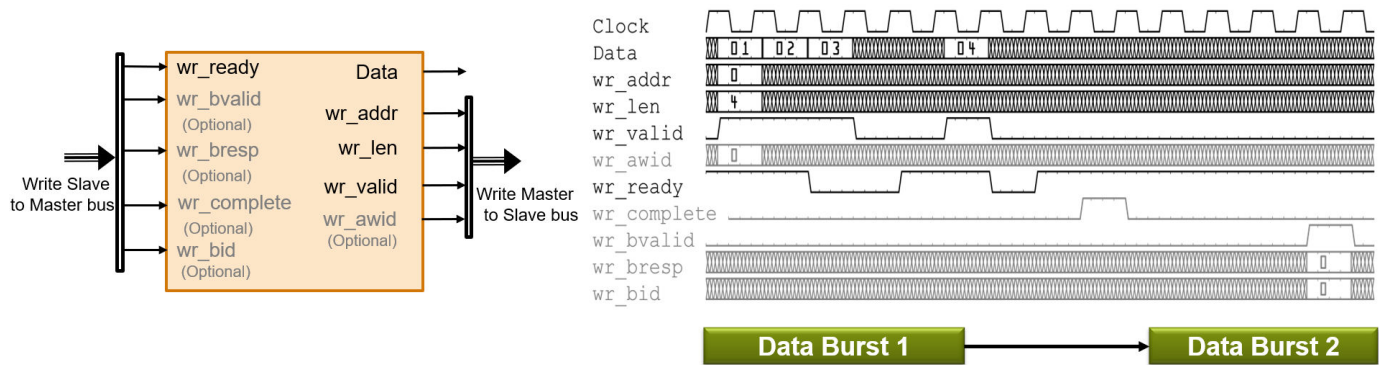 wr_ready
wr_bvalid
(Optional)
wr_bresp
(Optional)
wr_complete
(Optional)
wr_bid
(Optional)
Data
wr_addr
wr_len
wr_valid
wr_awid
(Optional)
Write Slave
to Master bus
Write Master
to Slave bus
Clock
Data 01 02 03 04
wr_addr 0
wr_len 4
wr_valid
wr_awid 0
wr_ready
wr_complete
wr_bvalid
wr_bresp 0
wr_bid 0
Data Burst 1
Data Burst 2